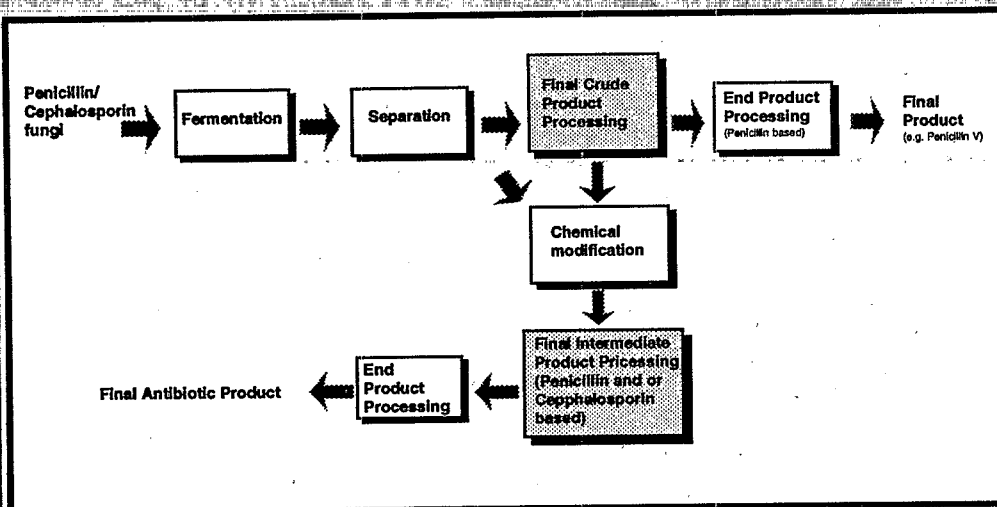 Penicillin/
Cephalosporin
fungi
Fermentation
Separation
Final Crude
Product
Processing
End Product
Processing
(Penicillin based)
Final
Product
(e.g. Penicillin V)
Chemical
modification
Final Intermediate
Product Pricessing
(Penicillin and or
Cepphalosporin
based)
End
Product
Processing
Final Antibiotic Product